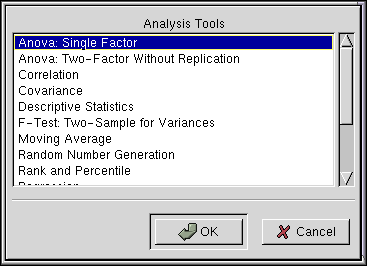 Analysis Tools
Anova: Single Factor
Anova: Two-Factor Without Replication
Correlation
Covariance
Descriptive Statistics
F-Test: Two-Sample for Variances
Moving Average
Random Number Generation
Rank and Percentile
Regression
OK
Cancel